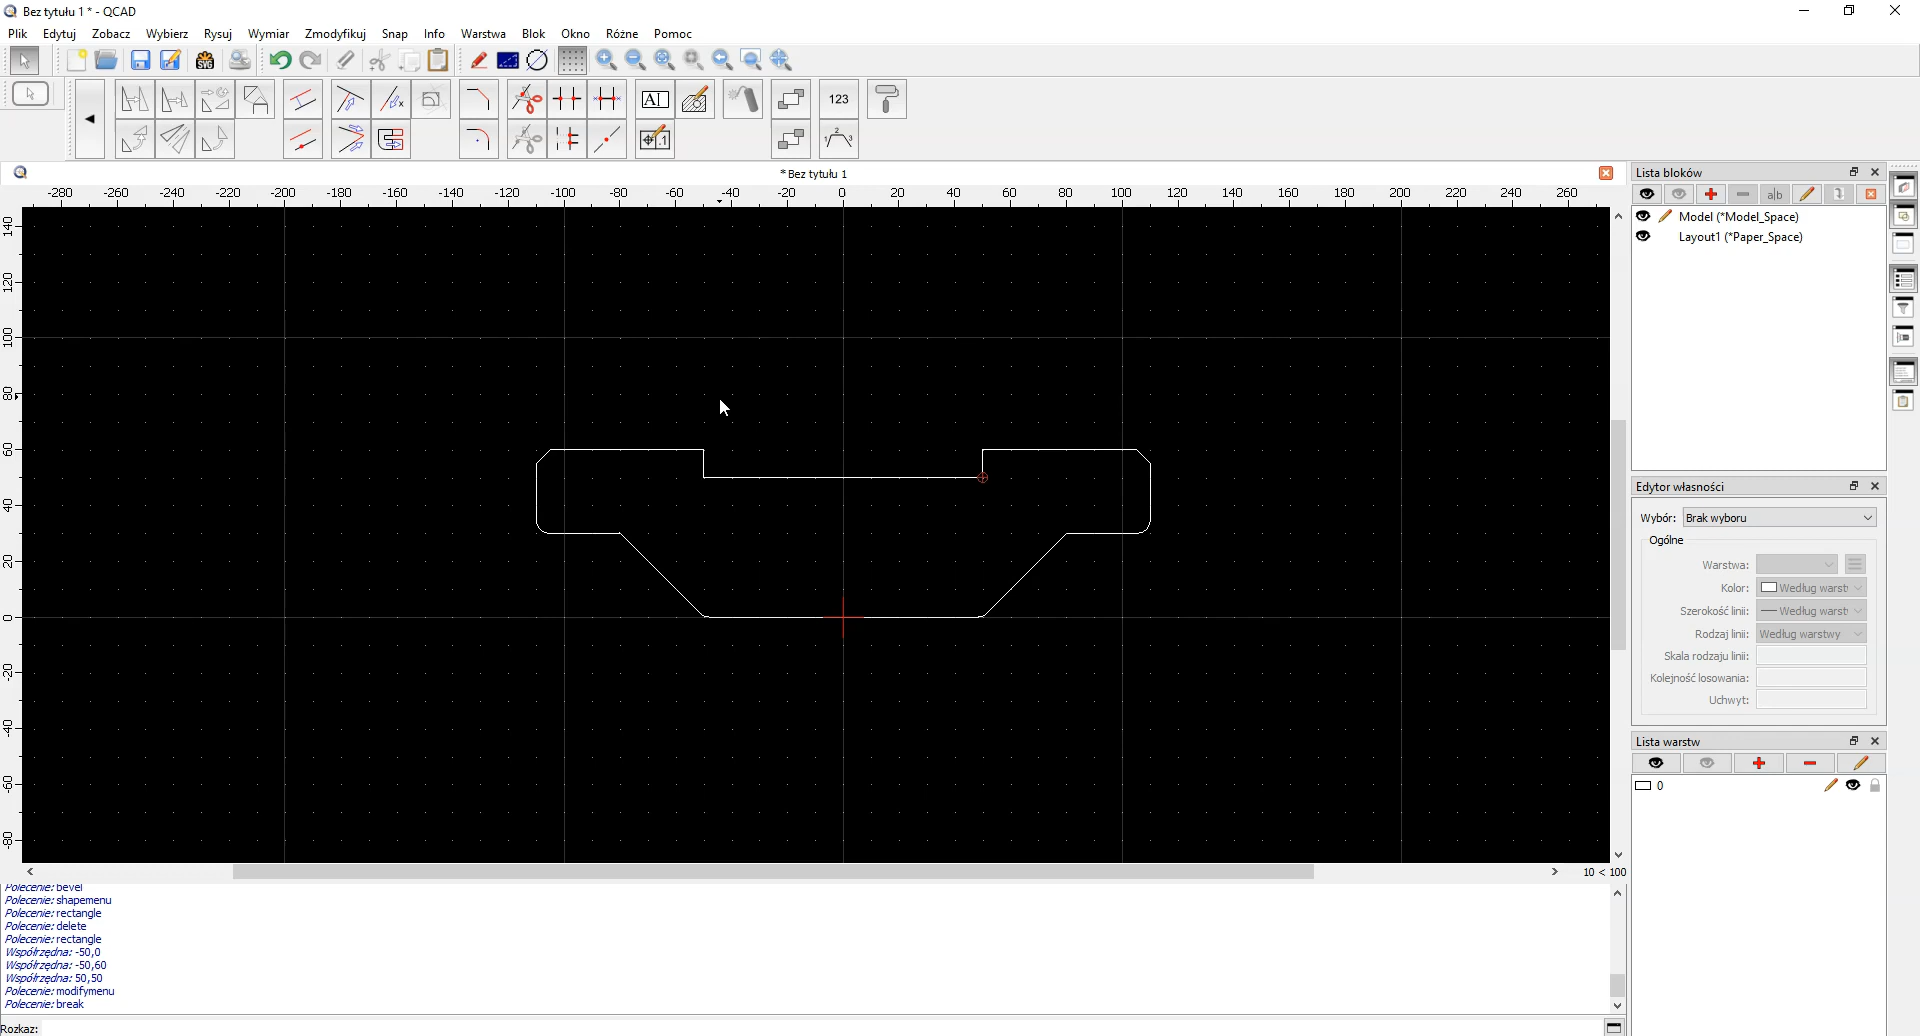 Bez tytułu 1 * - QCAD
Plik Edytuj Zobacz Wybierz Rysuj Wymiar Zmodyfikuj Snap Info Warstwa Blok Okno Różne Pomoc
SVG
AI 123
.1 2 3
* Bez tytułu 1
-280 -260 -240 -220 -200 -180 -160 -140 -120 -100 -80 -60 -40 -20 0 20 40 60 80 100 120 140 160 180 200 220 240 260
140
120
100
80
60
40
20
0
-20
-40
-60
-80
10 < 100
Lista bloków
a|b
Model (*Model_Space)
Layout1 (*Paper_Space)
Edytor własności
Wybór: Brak wyboru
Ogólne
Warstwa:
Kolor: Według warst
Szerokość linii: Według warst
Rodzaj linii: Według warstwy
Skala rodzaju linii:
Kolejność losowania:
Uchwyt:
Lista warstw
0
Polecenie: bevel
Polecenie: shapemenu
Polecenie: rectangle
Polecenie: delete
Polecenie: rectangle
Współrzędna: -50,0
Współrzędna: -50,60
Współrzędna: 50,50
Polecenie: modifymenu
Polecenie: break
Rozkaz: